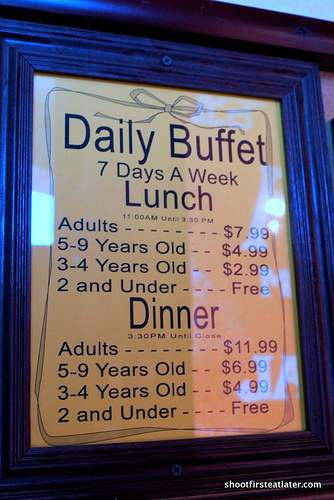 Daily Buffet
7 Days A Week
Lunch
11:00AM Until 3:30 PM
Adults - - - - - - - - - $7.99
5-9 Years Old - - $4.99
3-4 Years Old - - $2.99
2 and Under - - - - Free
Dinner
3:30PM Until Close
Adults - - - - - - - - $11.99
5-9 Years Old - - $6.99
3-4 Years Old - - $4.99
2 and Under - - - - Free
shootfirsteatlater.com